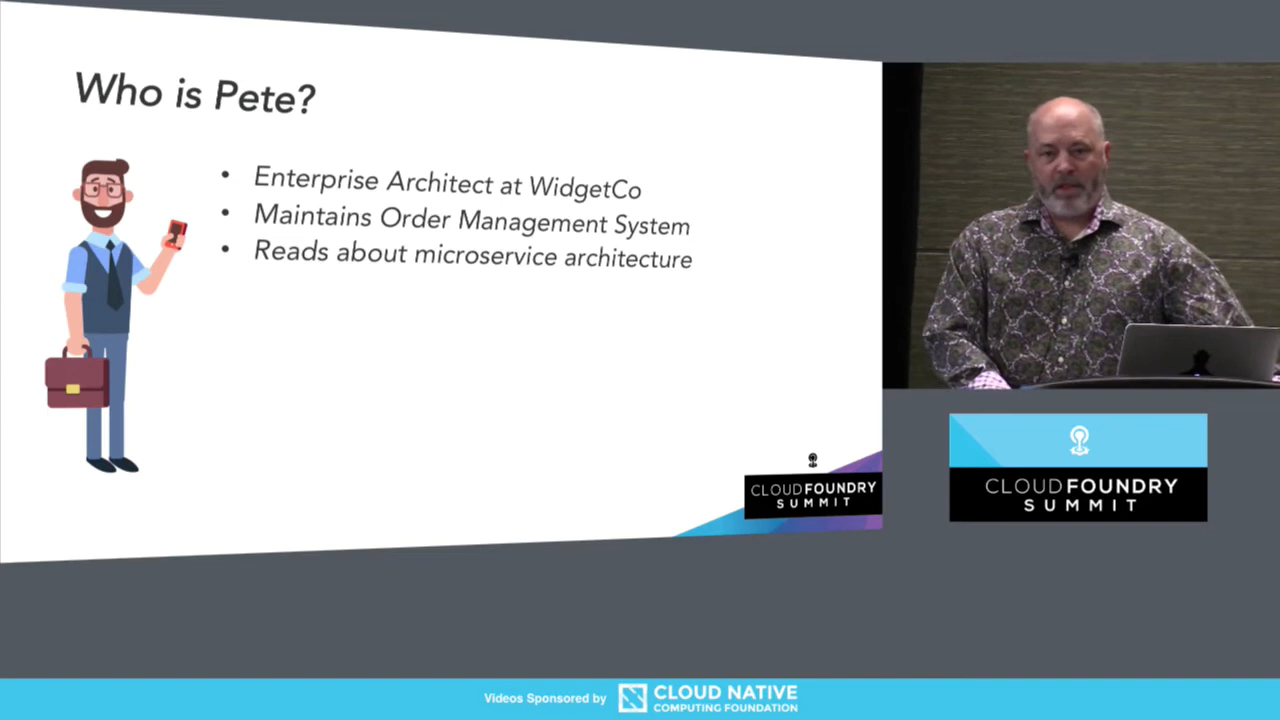 Who is Pete?
• Enterprise Architect at WidgetCo
• Maintains Order Management System
• Reads about microservice architecture
CLOUDFOUNDRY
SUMMIT
CLOUDFOUNDRY
SUMMIT
Videos Sponsored by
CLOUD NATIVE
COMPUTING FOUNDATION